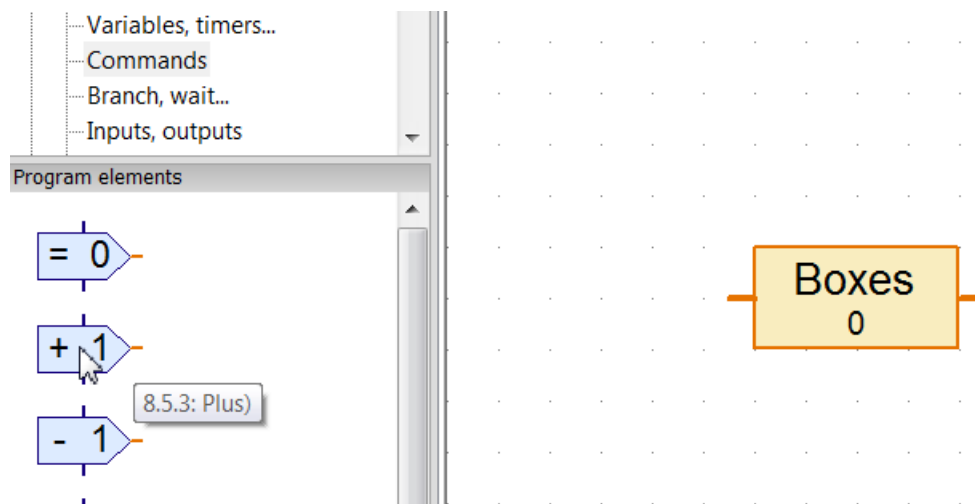 Variables, timers...
Commands
Branch, wait...
Inputs, outputs
Program elements
= 0
+ 1
8.5.3: Plus)
- 1
Boxes
0